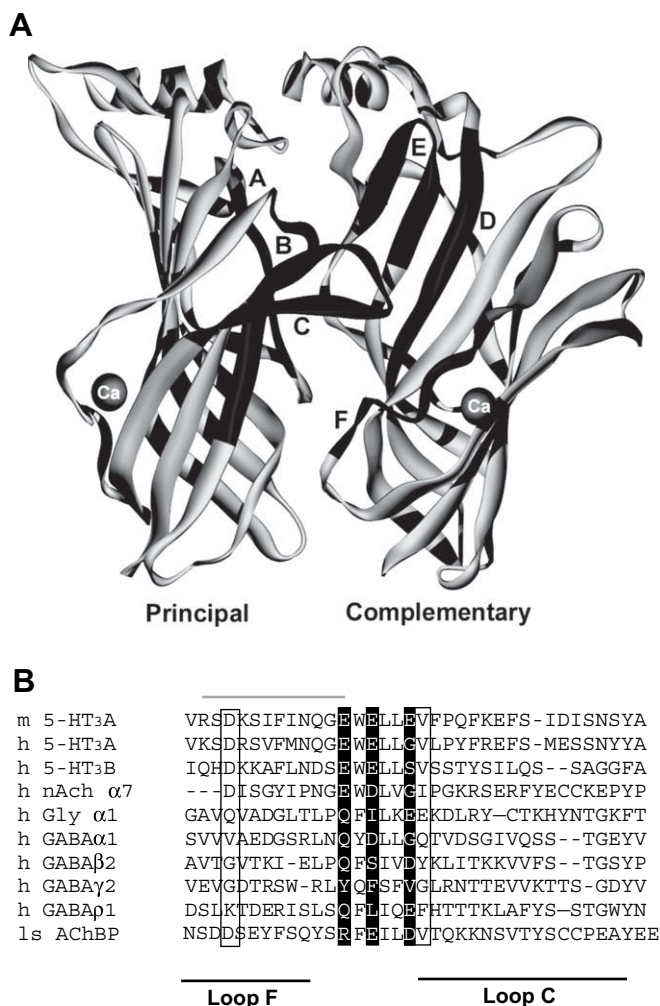 A
A
B
C
E
D
F
Ca
Ca
Principal Complementary
B
m 5-HT3A VRSDKSIFINQGEWELLEVFPQFKEFS-IDISNSYA
h 5-HT3A VKSDRSVFMNQGEWELLGVLPYFREFS-MESSNYYA
h 5-HT3B IQHDKKAFLNDSEWELLSVSSTYSILQS--SAGGFA
h nAch α7 ---DISGYIPNGEWDLVGIPGKRSERFYECCKEPYP
h Gly α1 GAVQVADGLTLPQFILKEEKDLRY—CTKHYNTGKFT
h GABAα1 SVVVAEDGSRLNQYDLLGQTVDSGIVQSS--TGEYV
h GABAβ2 AVTGVTKI-ELPQFSIVDYKLITKKVVFS--TGSYP
h GABAγ2 VEVGDTRSW-RLYQFSFVGLRNTTEVVKTTS-GDYV
h GABAρ1 DSLKTDERISLSQFLIQEFHTTTKLAFYS—STGWYN
ls AChBP NSDDSEYFSQYSRFEILDVTQKKNSVTYSCCPEAYEE
Loop F Loop C